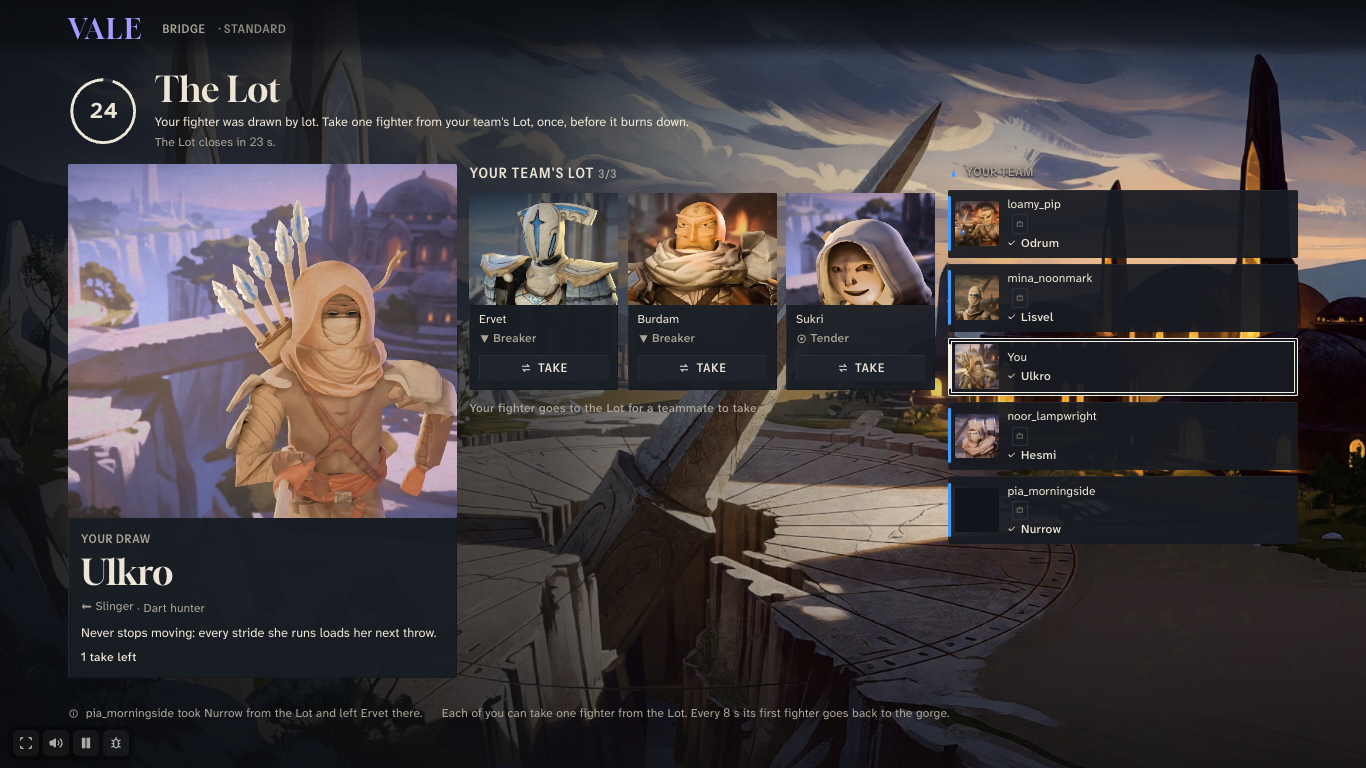 VALE
BRIDGE · STANDARD
24
The Lot
Your fighter was drawn by lot. Take one fighter from your team's Lot, once, before it burns down.
The Lot closes in 23 s.
YOUR DRAW
Ulkro
Slinger · Dart hunter
Never stops moving: every stride she runs loads her next throw.
1 take left
YOUR TEAM'S LOT 3/3
Ervet
Breaker
TAKE
Burdam
Breaker
TAKE
Sukri
Tender
TAKE
Your fighter goes to the Lot for a teammate to take.
YOUR TEAM
loamy_pip
Odrum
mina_noonmark
Lisvel
You
Ulkro
noor_lampwright
Hesmi
pia_morningside
Nurrow
pia_morningside took Nurrow from the Lot and left Ervet there.
Each of you can take one fighter from the Lot. Every 8 s its first fighter goes back to the gorge.